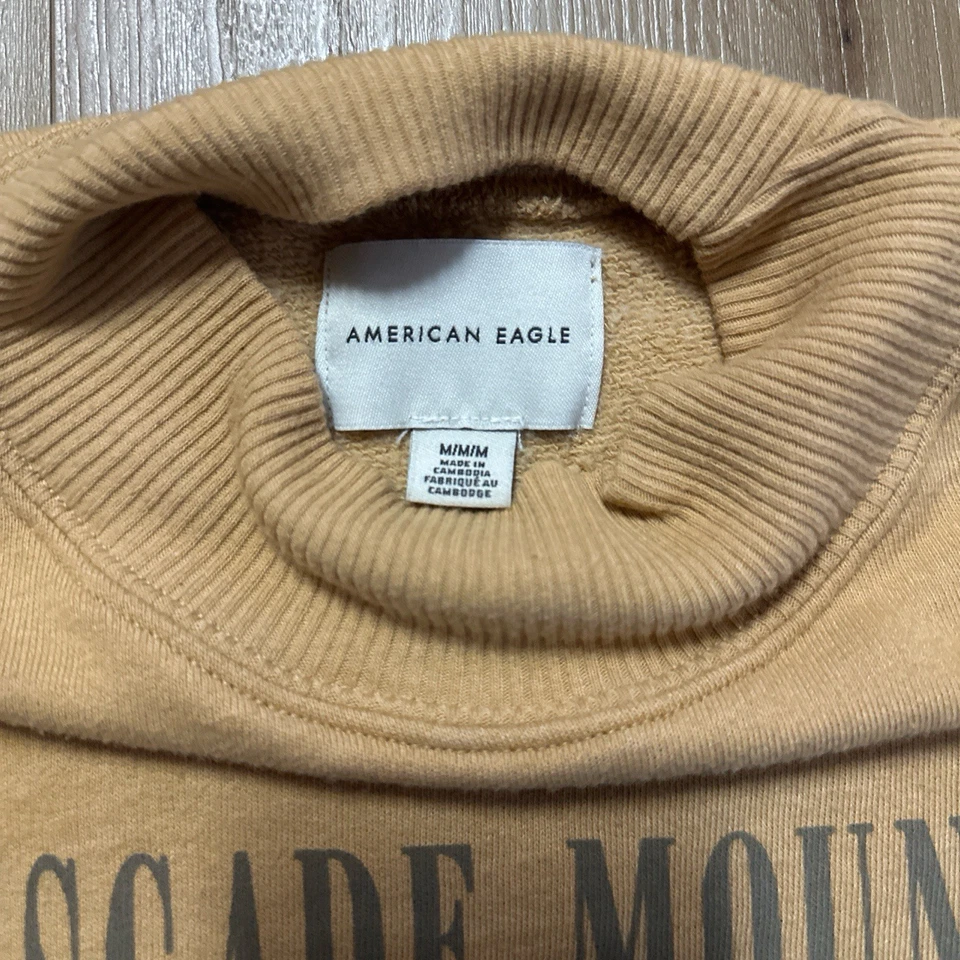 AMERICAN EAGLE
M/M/M
MADE IN
CAMBODIA
FABRIQUÉ AU
CAMBODGE
SCADE MOUN